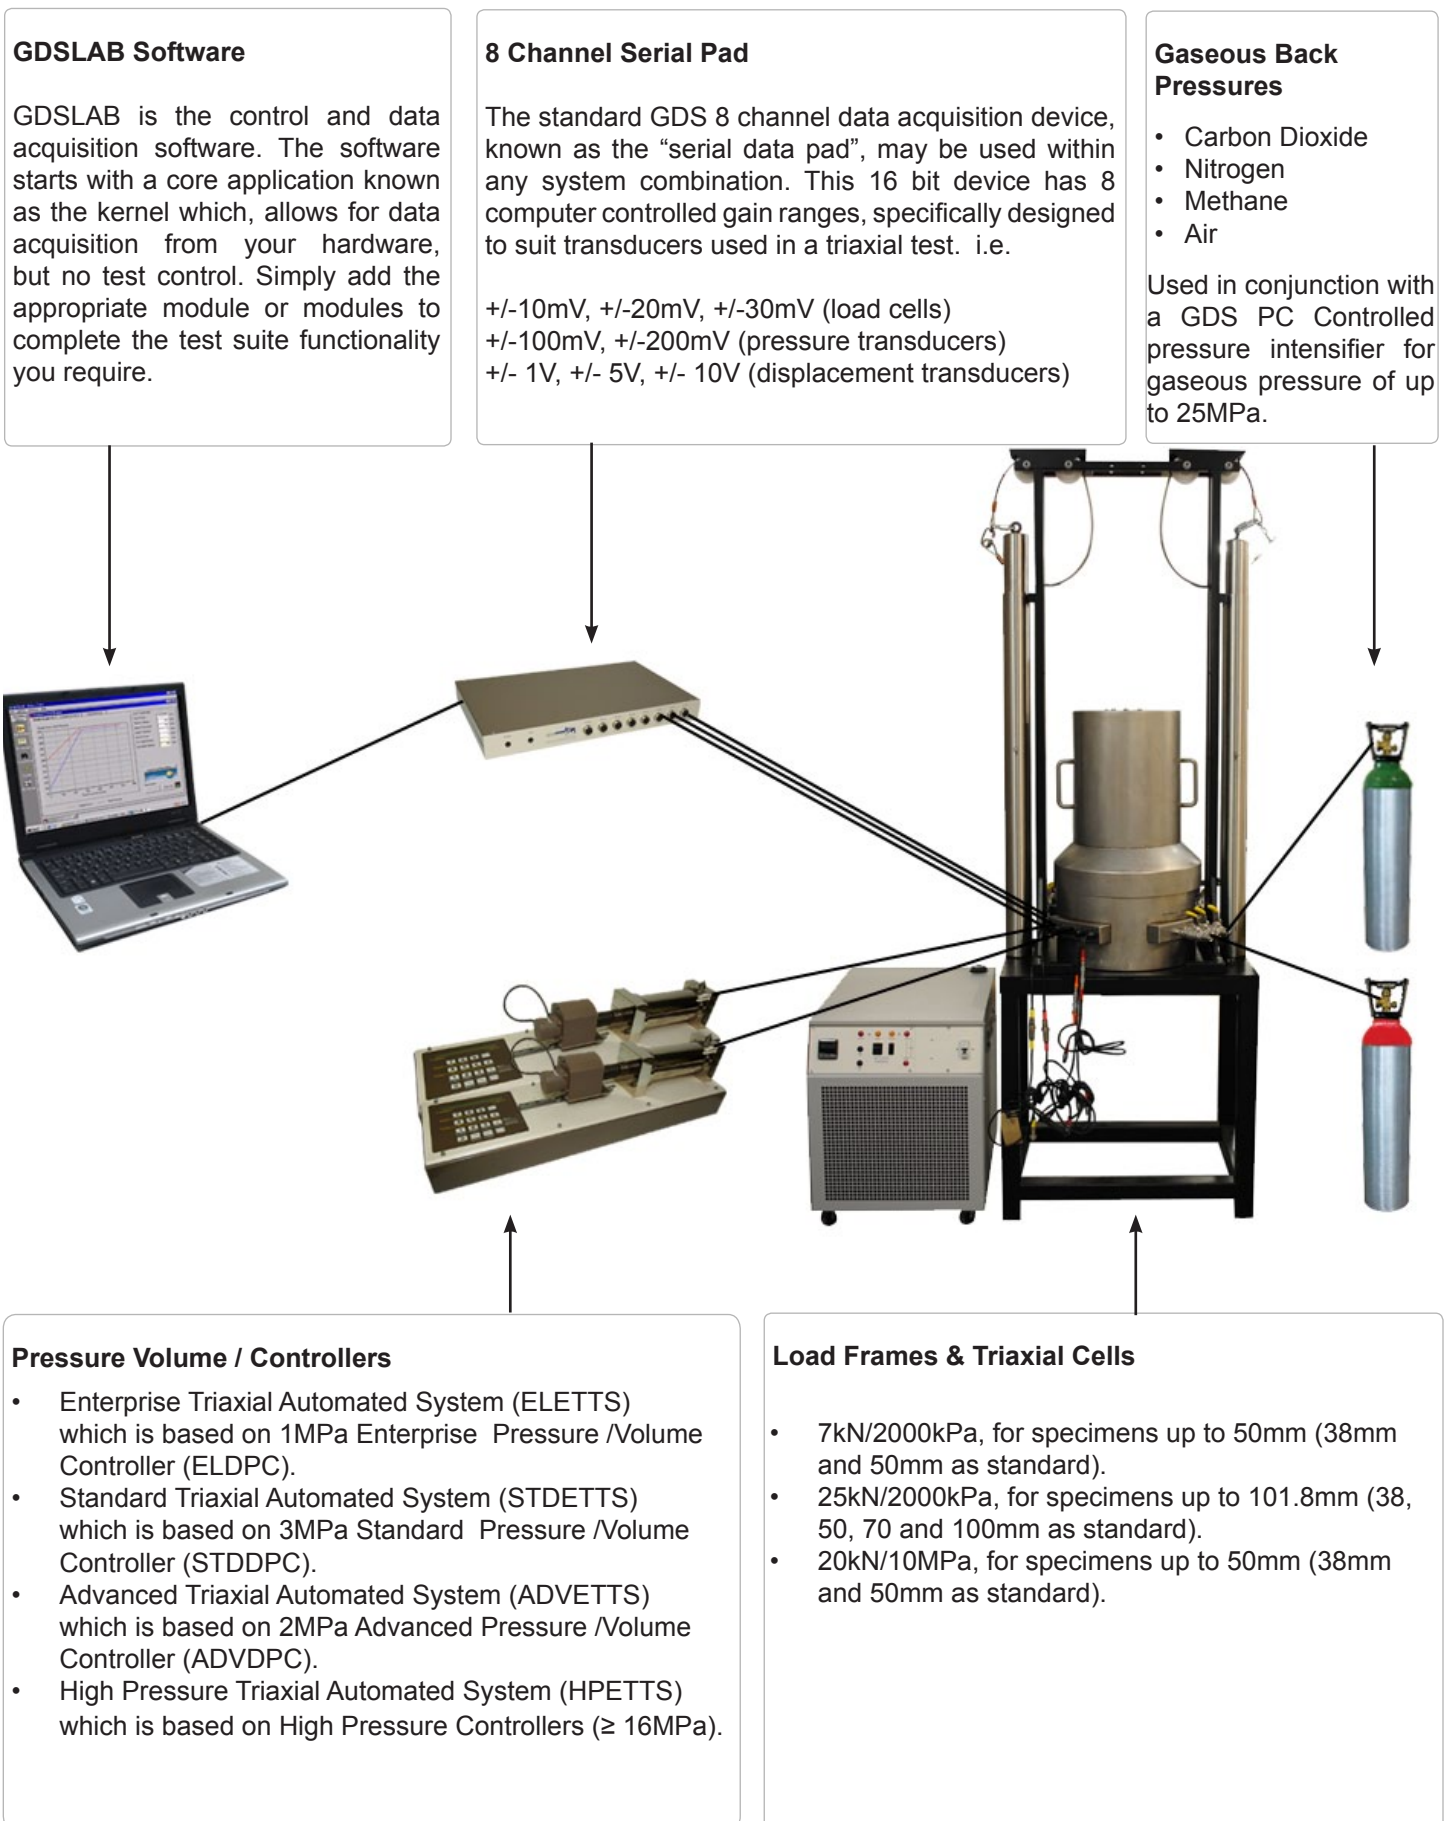 GDSLAB Software
GDSLAB is the control and data
acquisition software. The software
starts with a core application known
as the kernel which, allows for data
acquisition from your hardware,
but no test control. Simply add the
appropriate module or modules to
complete the test suite functionality
you require.
8 Channel Serial Pad
The standard GDS 8 channel data acquisition device,
known as the “serial data pad”, may be used within
any system combination. This 16 bit device has 8
computer controlled gain ranges, specifically designed
to suit transducers used in a triaxial test.  i.e.
+/-10mV, +/-20mV, +/-30mV (load cells)
+/-100mV, +/-200mV (pressure transducers)
+/- 1V, +/- 5V, +/- 10V (displacement transducers)
Gaseous Back
Pressures
• Carbon Dioxide
• Nitrogen
• Methane
• Air
Used in conjunction with
a GDS PC Controlled
pressure intensifier for
gaseous pressure of up
to 25MPa.
Pressure Volume / Controllers
• Enterprise Triaxial Automated System (ELETTS)
which is based on 1MPa Enterprise  Pressure /Volume
Controller (ELDPC).
• Standard Triaxial Automated System (STDETTS)
which is based on 3MPa Standard  Pressure /Volume
Controller (STDDPC).
• Advanced Triaxial Automated System (ADVETTS)
which is based on 2MPa Advanced Pressure /Volume
Controller (ADVDPC).
• High Pressure Triaxial Automated System (HPETTS)
which is based on High Pressure Controllers (≥ 16MPa).
Load Frames & Triaxial Cells
• 7kN/2000kPa, for specimens up to 50mm (38mm
and 50mm as standard).
• 25kN/2000kPa, for specimens up to 101.8mm (38,
50, 70 and 100mm as standard).
• 20kN/10MPa, for specimens up to 50mm (38mm
and 50mm as standard).